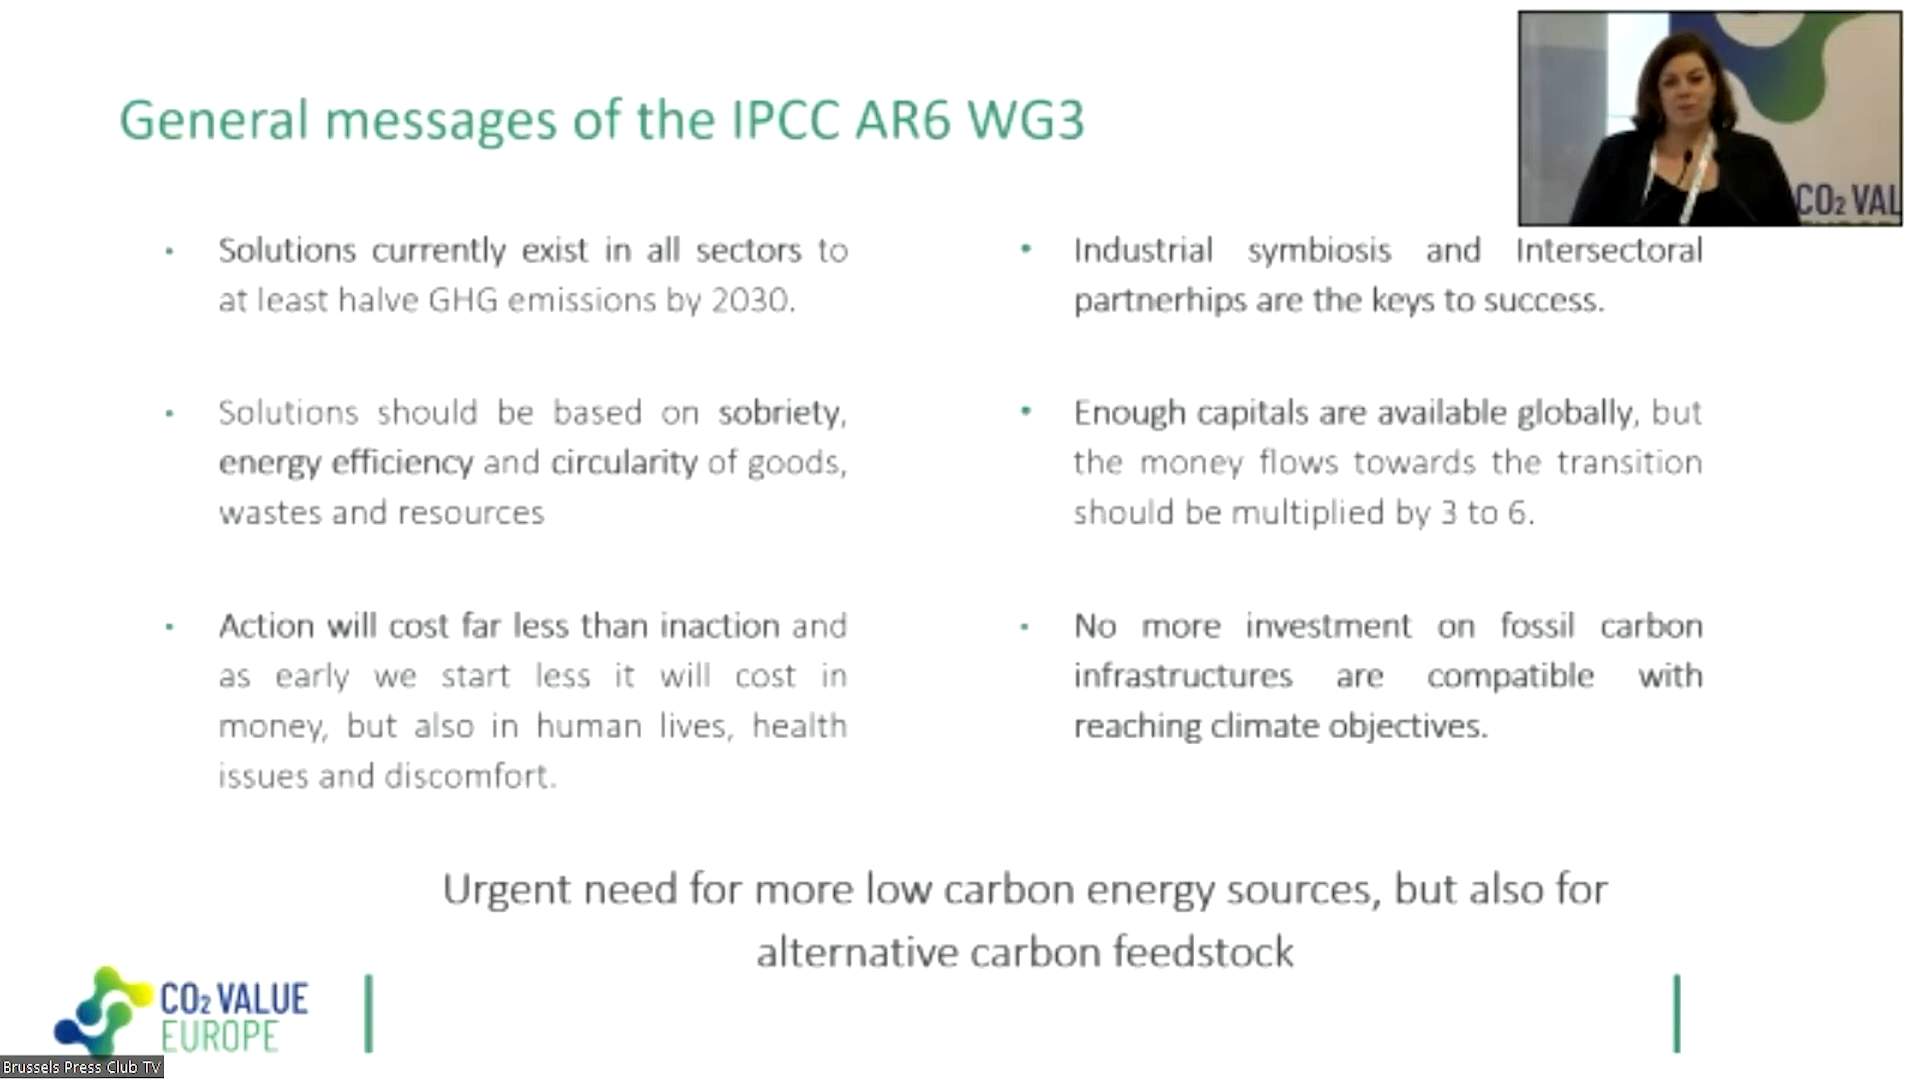 General messages of the IPCC AR6 WG3
Solutions currently exist in all sectors to
at least halve GHG emissions by 2030.
Solutions should be based on sobriety,
energy efficiency and circularity of goods,
wastes and resources
Action will cost far less than inaction and
as early we start less it will cost in
money, but also in human lives, health
issues and discomfort.
Industrial symbiosis and Intersectoral
partnerhips are the keys to success.
Enough capitals are available globally, but
the money flows towards the transition
should be multiplied by 3 to 6.
No more investment on fossil carbon
infrastructures are compatible with
reaching climate objectives.
Urgent need for more low carbon energy sources, but also for
alternative carbon feedstock
CO₂ VALUE
EUROPE
Brussels Press Club TV
CO₂ VAL